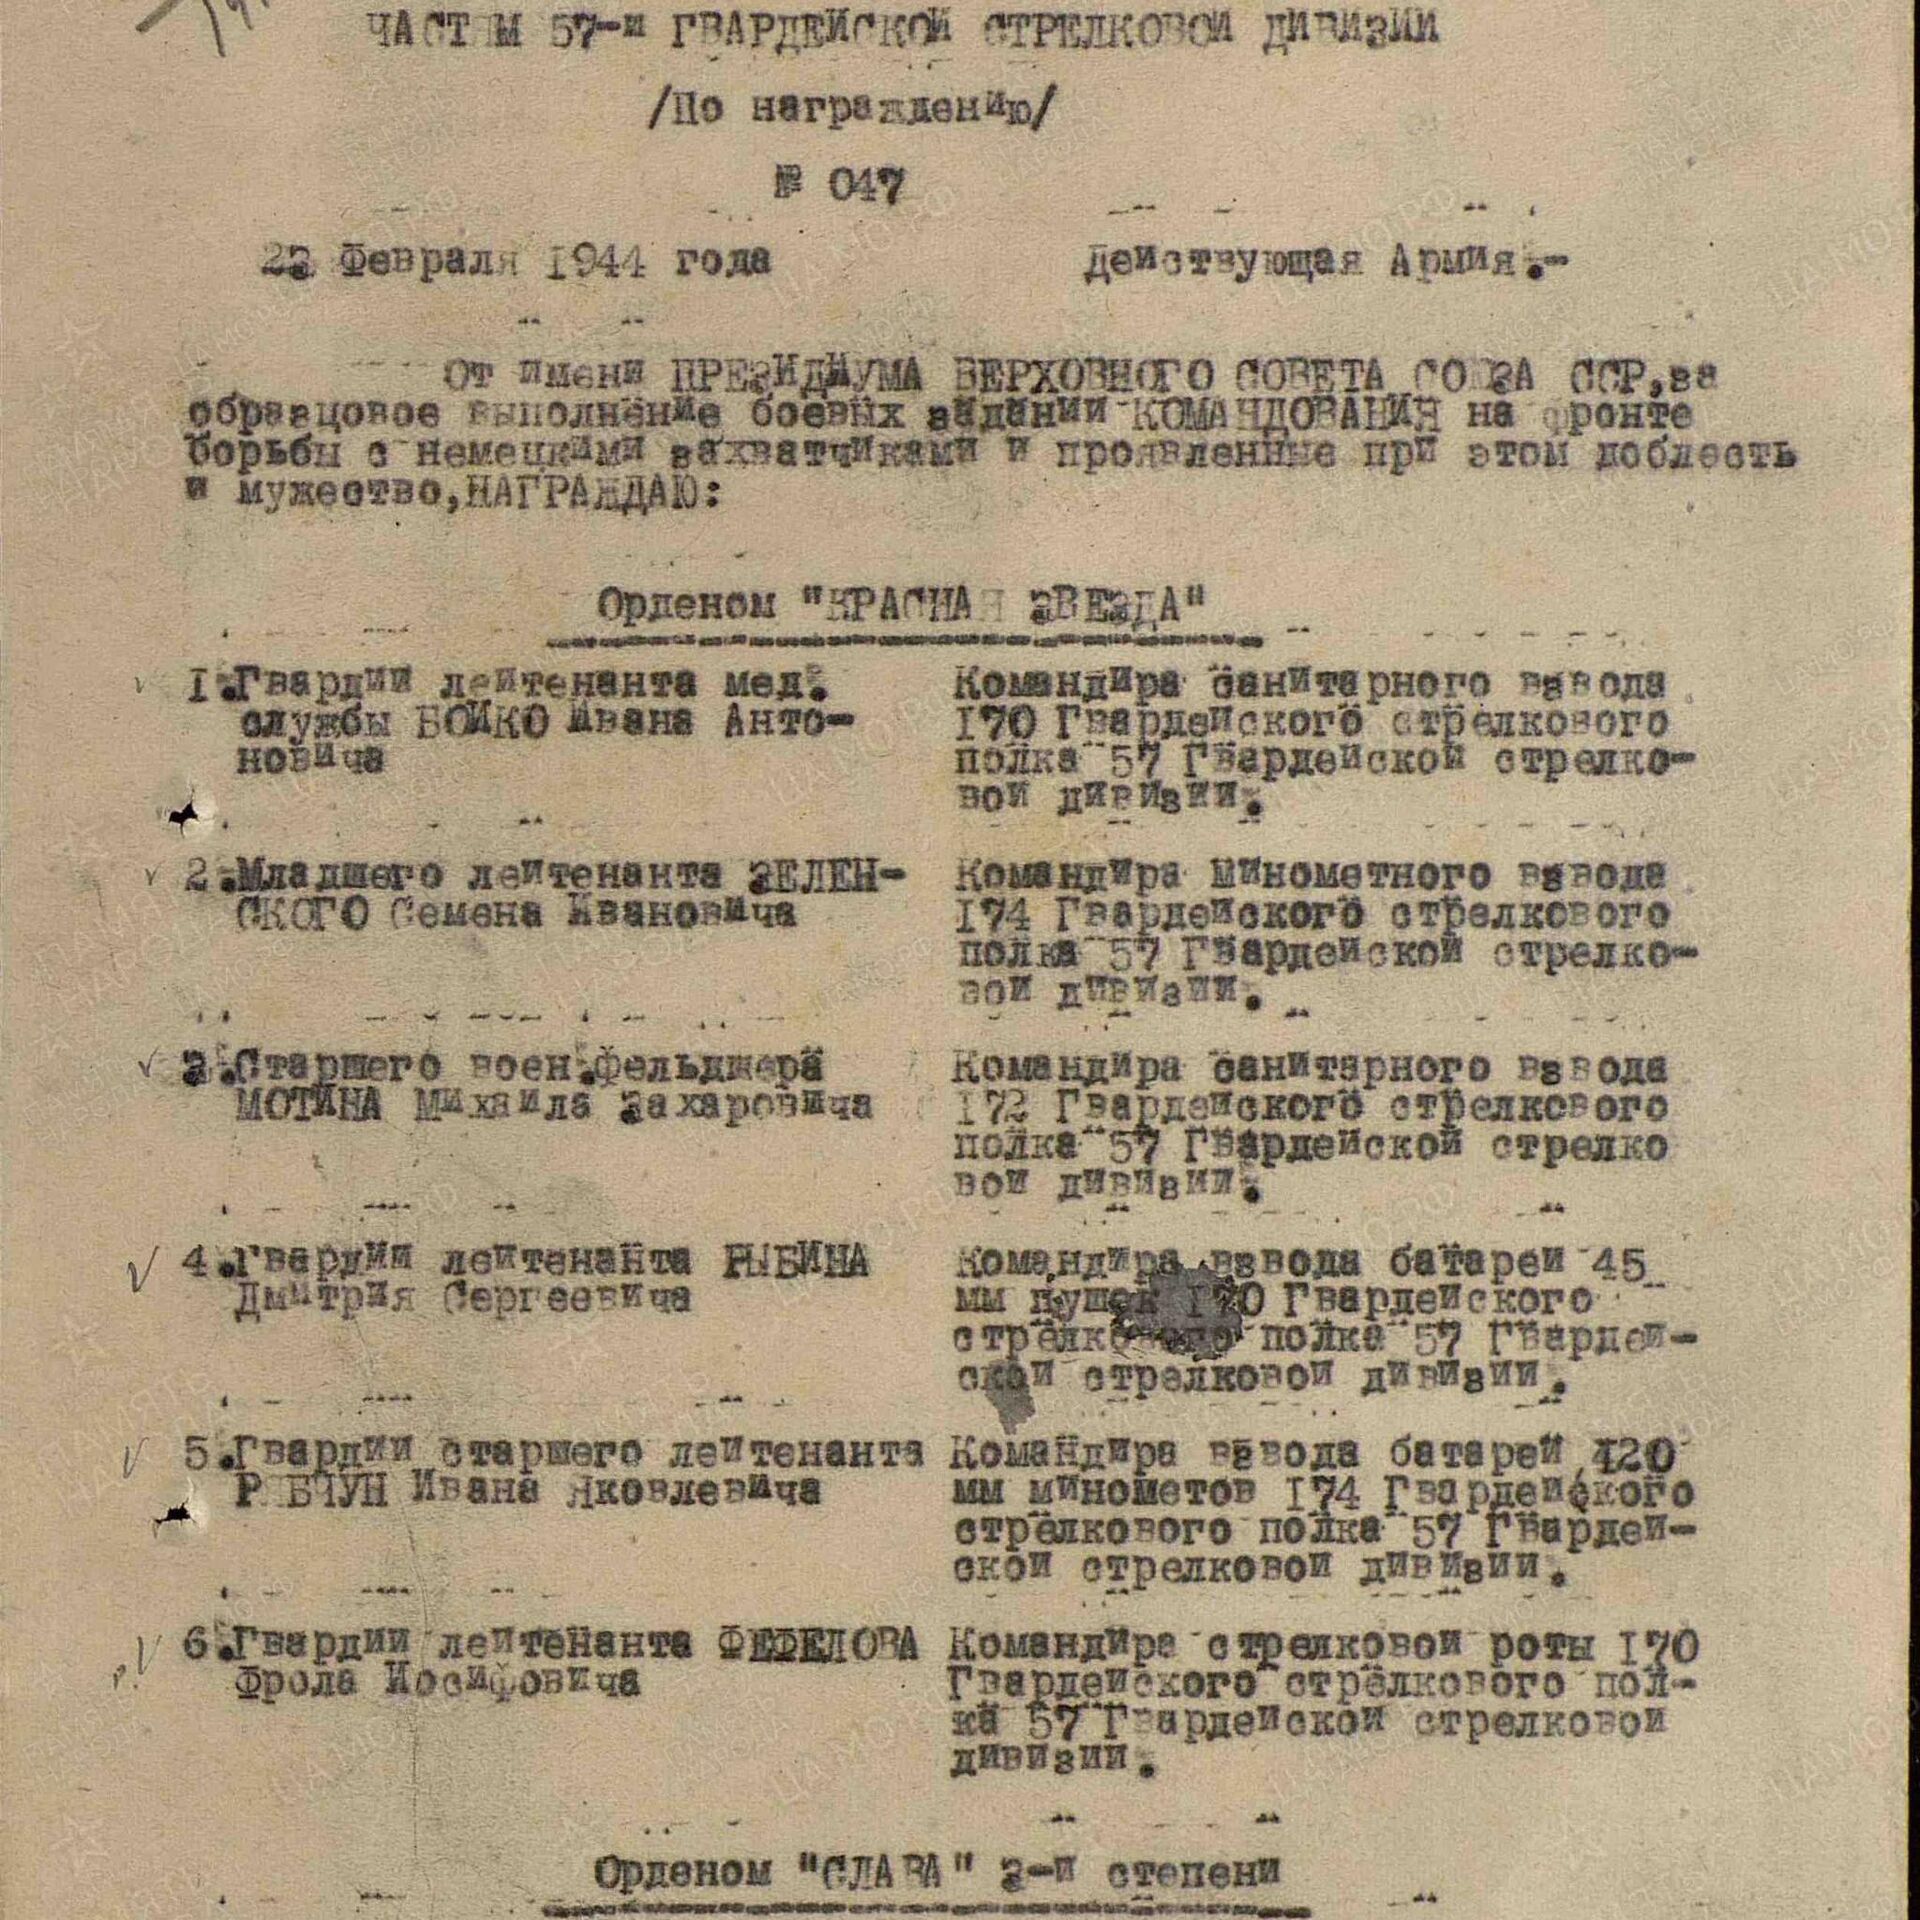 ЧАСТЯМ 57-й ГВАРДЕЙСКОЙ СТРЕЛКОВОЙ ДИВИЗИИ
/По награждению/
№ 047
23 Февраля 1944 года Действующая Армия.-
От имени ПРЕЗИДИУМА ВЕРХОВНОГО СОВЕТА СОЮЗА ССР,за
образцовое выполнение боевых заданий КОМАНДОВАНИЯ на фронте
борьбы с немецкими захватчиками и проявленные при этом доблесть
и мужество,НАГРАЖДАЮ:
Орденом "КРАСНАЯ ЗВЕЗДА"
1.Гвардии лейтенанта мед. Командира санитарного взвода
службы БОЙКО Ивана Анто- 170 Гвардейского стрелкового
новича полка 57 Гвардейской стрелко-
вой дивизии.
2.Младшего лейтенанта ЗЕЛЕН- Командира минометного взвода
СКОГО Семена Ивановича 174 Гвардейского стрелкового
полка 57 Гвардейской стрелко-
вой дивизии.
3.Старшего воен.фельдшера Командира санитарного взвода
МОТИНА Михаила Захаровича 172 Гвардейского стрелкового
полка 57 Гвардейской стрелко
вой дивизии.
4.Гвардии лейтенанта РЫБИНА Командира взвода батареи 45
Дмитрия Сергеевича мм пушек 170 Гвардейского
стрелкового полка 57 Гвардей-
ской стрелковой дивизии.
5.Гвардии старшего лейтенанта Командира взвода батарей 120
РЯБЧУН Ивана Яковлевича мм минометов 174 Гвардейского
стрелкового полка 57 Гвардей-
ской стрелковой дивизии.
6.Гвардии лейтенанта ФЕФЕЛОВА Командира стрелковой роты 170
Фрола Иосифовича Гвардейского стрелкового пол-
ка 57 Гвардейской стрелковой
дивизии.
Орденом "СЛАВА" 3-й степени